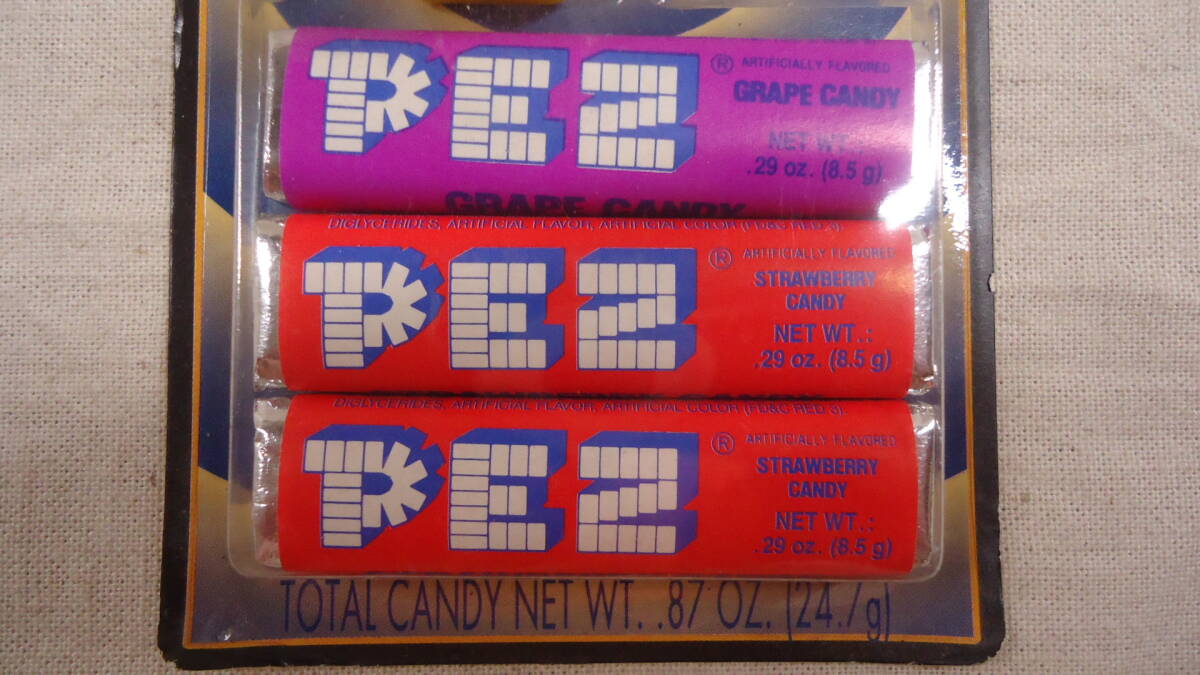 PEZ® ARTIFICIALLY FLAVORED
GRAPE CANDY
NET WT.:
.29 oz. (8.5 g)
GRAPE CANDY
DIGLYCERIDES, ARTIFICIAL FLAVOR, ARTIFICIAL COLOR (FD&C RED 3).
PEZ® ARTIFICIALLY FLAVORED
STRAWBERRY
CANDY
NET WT.:
.29 oz. (8.5 g)
DIGLYCERIDES, ARTIFICIAL FLAVOR, ARTIFICIAL COLOR (FD&C RED 3).
PEZ® ARTIFICIALLY FLAVORED
STRAWBERRY
CANDY
NET WT.:
.29 oz. (8.5 g)
TOTAL CANDY NET WT. .87 OZ. (24.7g)